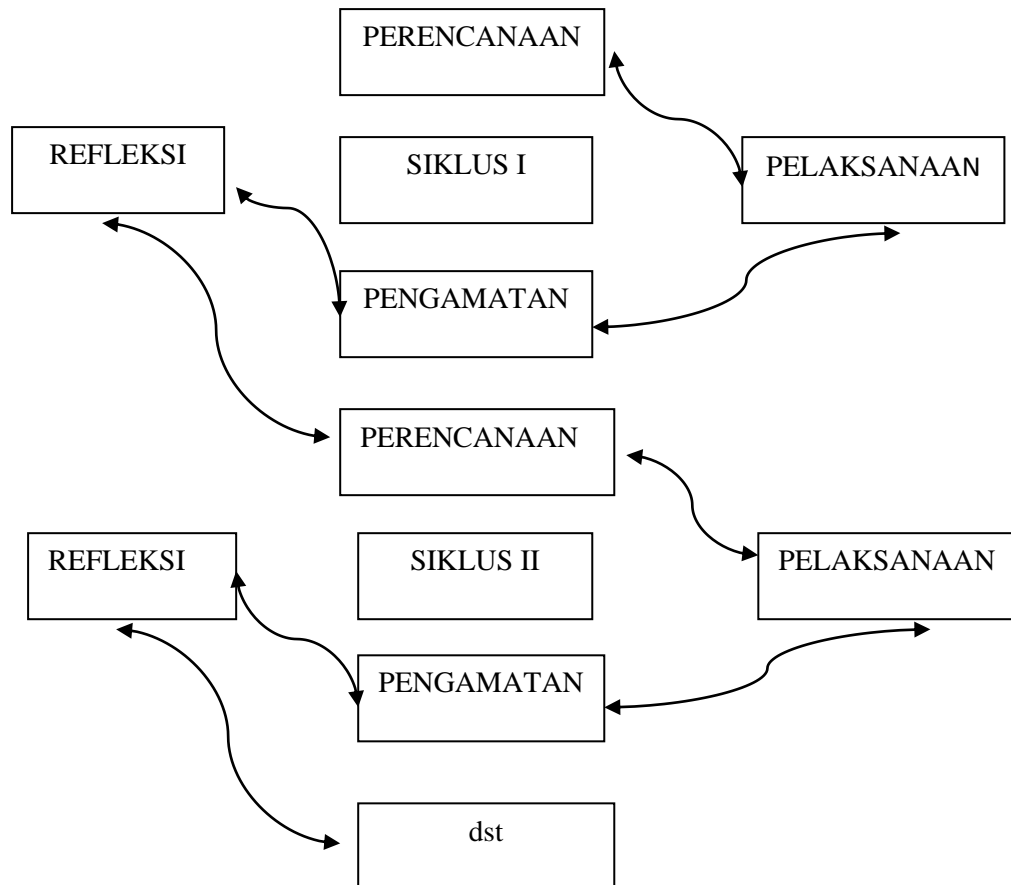 PERENCANAAN
REFLEKSI
SIKLUS I
PELAKSANAAN
PENGAMATAN
PERENCANAAN
REFLEKSI
SIKLUS II
PELAKSANAAN
PENGAMATAN
dst